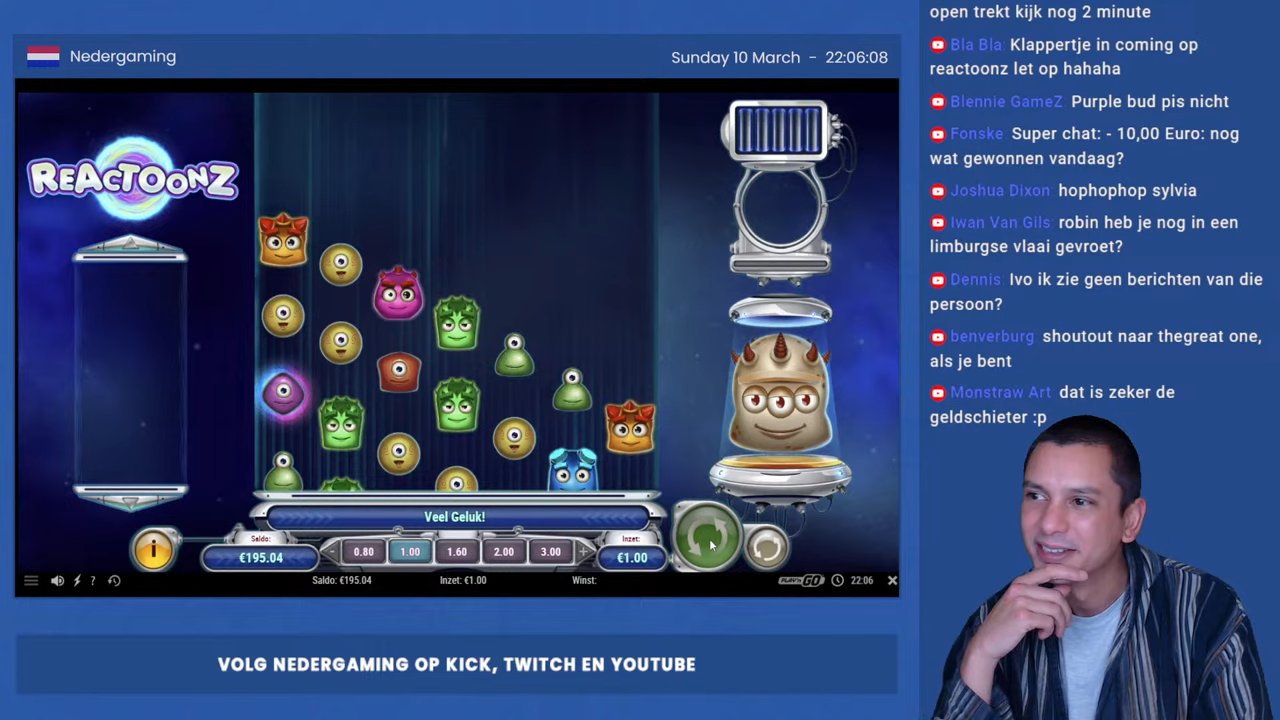 Nedergaming
Sunday 10 March - 22:06:08
REACTOONZ
Veel Geluk!
Saldo:
€195.04
- 0.80 1.00 1.60 2.00 3.00 +
Inzet:
€1.00
i
? Saldo: €195.04 Inzet: €1.00 Winst: PLAY'N GO 22:06
VOLG NEDERGAMING OP KICK, TWITCH EN YOUTUBE
open trekt kijk nog 2 minute
Bla Bla: Klappertje in coming op
reactoonz let op hahaha
Blennie GameZ Purple bud pis nicht
Fonske: Super chat: - 10,00 Euro: nog
wat gewonnen vandaag?
Joshua Dixon: hophophop sylvia
Iwan Van Gils: robin heb je nog in een
limburgse vlaai gevroet?
Dennis: Ivo ik zie geen berichten van die
persoon?
benverburg shoutout naar thegreat one,
als je bent
Monstraw Art: dat is zeker de
geldschieter :p